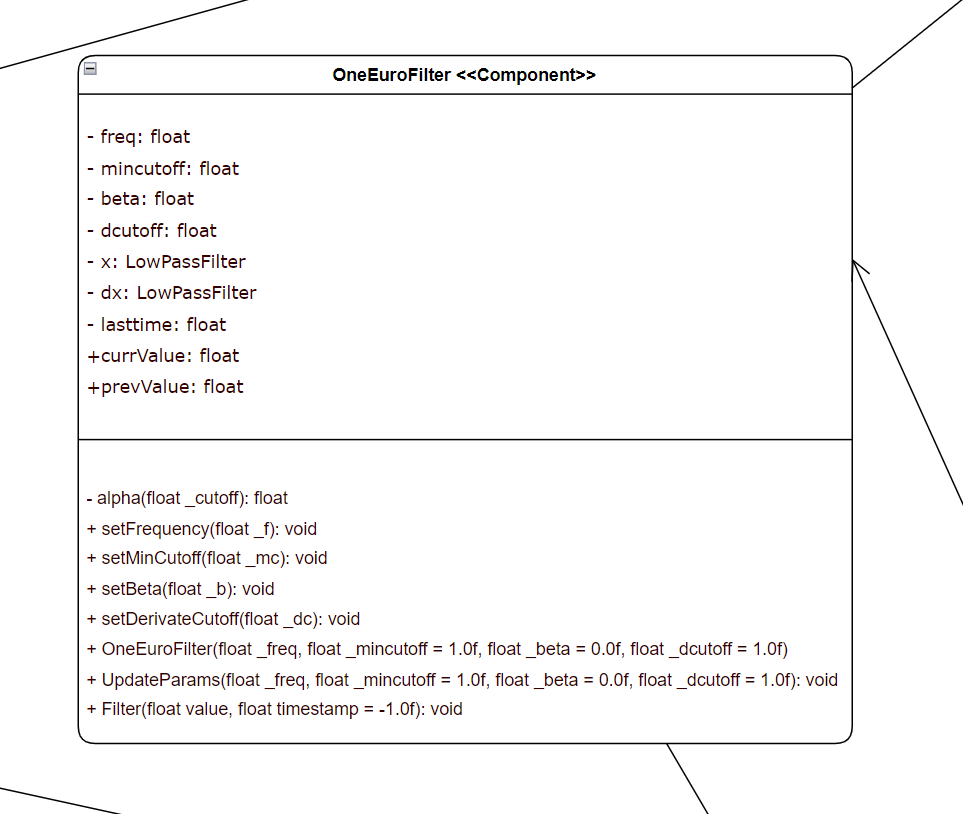 OneEuroFilter <<Component>>
- freq: float
- mincutoff: float
- beta: float
- dcutoff: float
- x: LowPassFilter
- dx: LowPassFilter
- lasttime: float
+currValue: float
+prevValue: float
- alpha(float _cutoff): float
+ setFrequency(float _f): void
+ setMinCutoff(float _mc): void
+ setBeta(float _b): void
+ setDerivateCutoff(float _dc): void
+ OneEuroFilter(float _freq, float _mincutoff = 1.0f, float _beta = 0.0f, float _dcutoff = 1.0f)
+ UpdateParams(float _freq, float _mincutoff = 1.0f, float _beta = 0.0f, float _dcutoff = 1.0f): void
+ Filter(float value, float timestamp = -1.0f): void